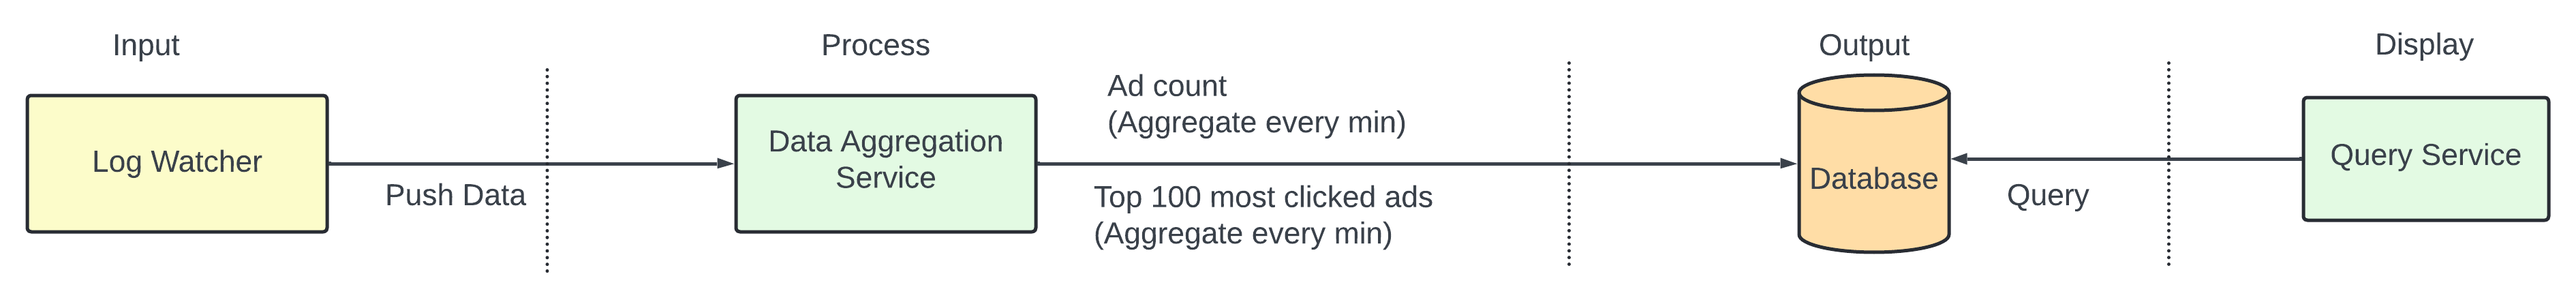 Input
Process
Output
Display
Log Watcher
Push Data
Data Aggregation
Service
Ad count
(Aggregate every min)
Top 100 most clicked ads
(Aggregate every min)
Database
Query
Query Service